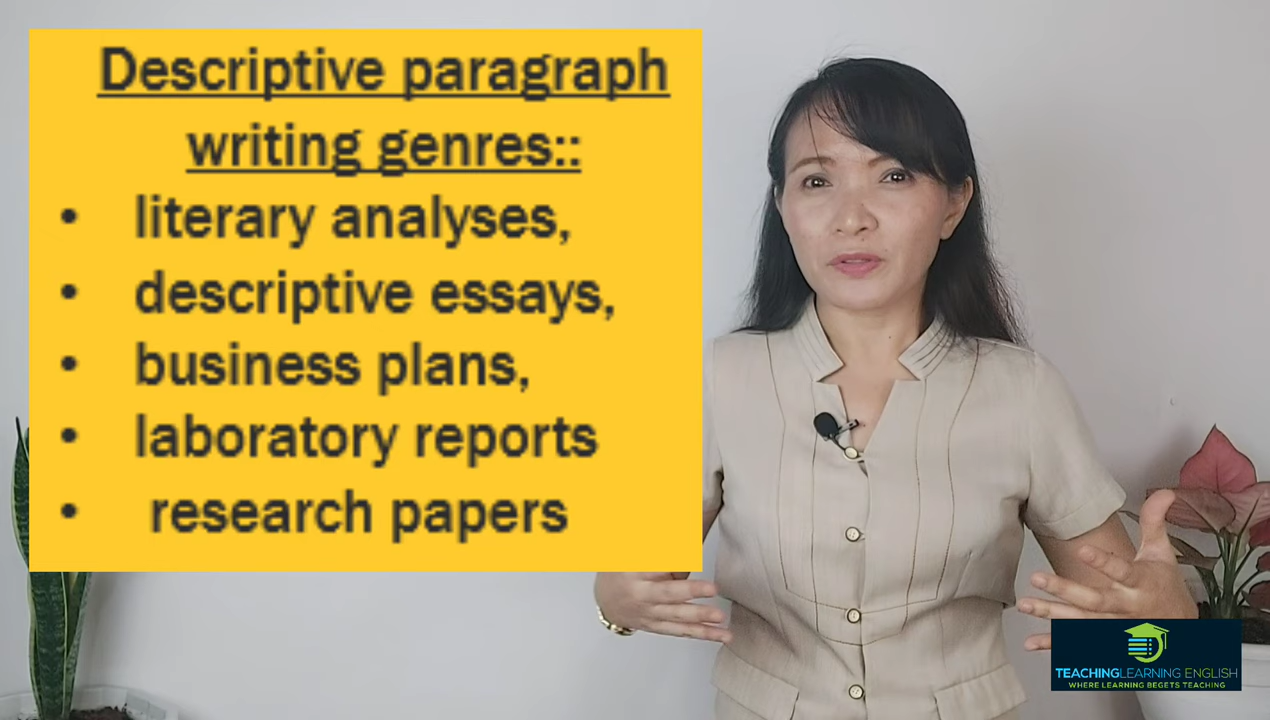 Descriptive paragraph
writing genres::
• literary analyses,
• descriptive essays,
• business plans,
• laboratory reports
• research papers
TEACHINGLEARNING ENGLISH
WHERE LEARNING BEGETS TEACHING